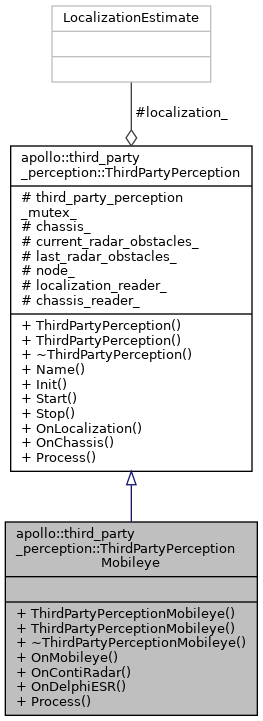 LocalizationEstimate
#localization_
apollo::third_party
_perception::ThirdPartyPerception
# third_party_perception
_mutex_
# chassis_
# current_radar_obstacles_
# last_radar_obstacles_
# node_
# localization_reader_
# chassis_reader_
+ ThirdPartyPerception()
+ ThirdPartyPerception()
+ ~ThirdPartyPerception()
+ Name()
+ Init()
+ Start()
+ Stop()
+ OnLocalization()
+ OnChassis()
+ Process()
apollo::third_party
_perception::ThirdPartyPerception
Mobileye
+ ThirdPartyPerceptionMobileye()
+ ThirdPartyPerceptionMobileye()
+ ~ThirdPartyPerceptionMobileye()
+ OnMobileye()
+ OnContiRadar()
+ OnDelphiESR()
+ Process()